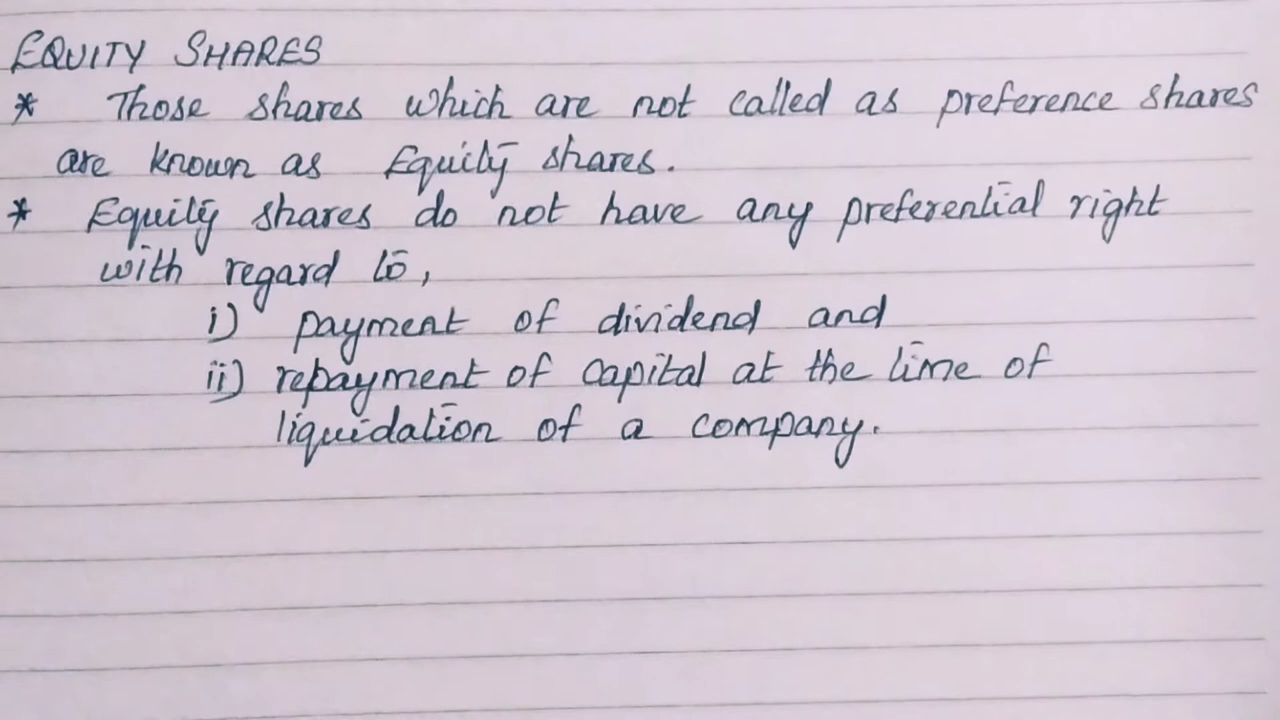 EQUITY SHARES
* Those shares which are not called as preference shares
are known as Equity shares.
* Equity shares do not have any preferential right
with regard to,
i) payment of dividend and
ii) repayment of capital at the time of
liquidation of a company.